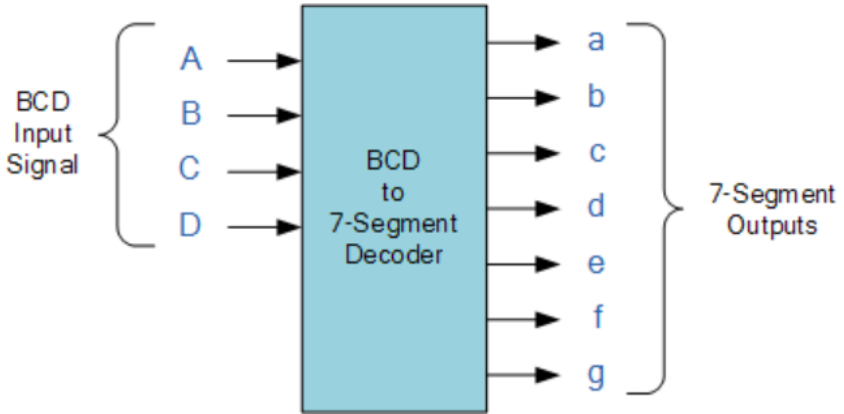 BCD
Input
Signal
A
B
C
D
BCD
to
7-Segment
Decoder
a
b
c
d
e
f
g
7-Segment
Outputs